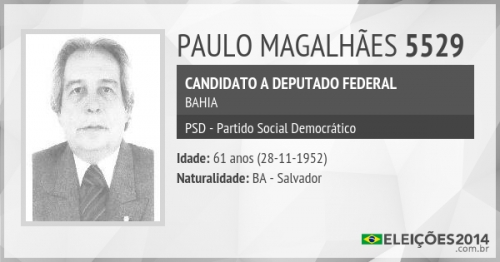 PAULO MAGALHÃES 5529
CANDIDATO A DEPUTADO FEDERAL
BAHIA
PSD - Partido Social Democrático
Idade: 61 anos (28-11-1952)
Naturalidade: BA - Salvador
ELEIÇÕES2014
.com.br